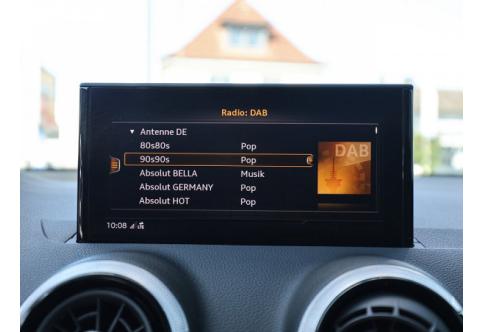 Radio: DAB
▼ Antenne DE
80s80s Pop
90s90s Pop
Absolut BELLA Musik
Absolut GERMANY Pop
Absolut HOT Pop
DAB
10:08 LTE